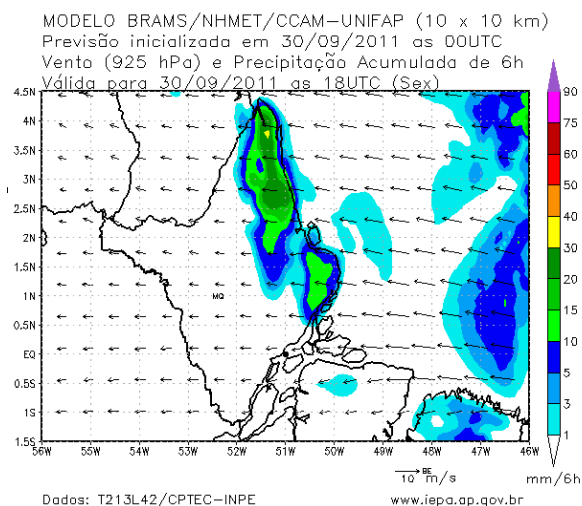 MODELO BRAMS/NHMET/CCAM-UNIFAP (10 x 10 km)
Previsão inicializada em 30/09/2011 as 00UTC
Vento (925 hPa) e Precipitação Acumulada de 6h
Válida para 30/09/2011 as 18UTC (Sex)
4.5N
4N
3.5N
3N
2.5N
2N
1.5N
1N
0.5N
EQ
0.5S
1S
1.5S
MQ
56W 55W 54W 53W 52W 51W 50W 49W 48W 47W 46W
90
75
60
50
40
30
20
15
10
5
3
1
mm/6h
BE
10 m/s
Dados: T213L42/CPTEC-INPE
www.iepa.ap.gov.br